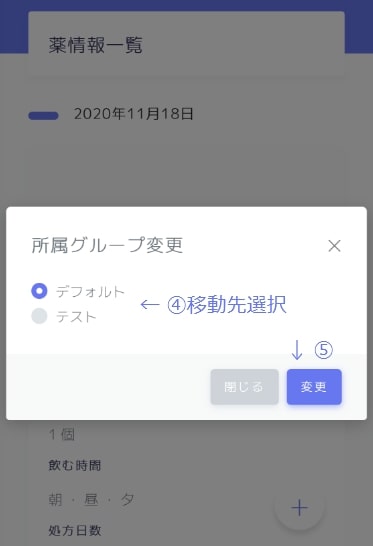 薬情報一覧
2020年11月18日
所属グループ変更
デフォルト
← ④移動先選択
テスト
↓ ⑤
閉じる 変更
1個
飲む時間
朝・昼・夕
処方日数